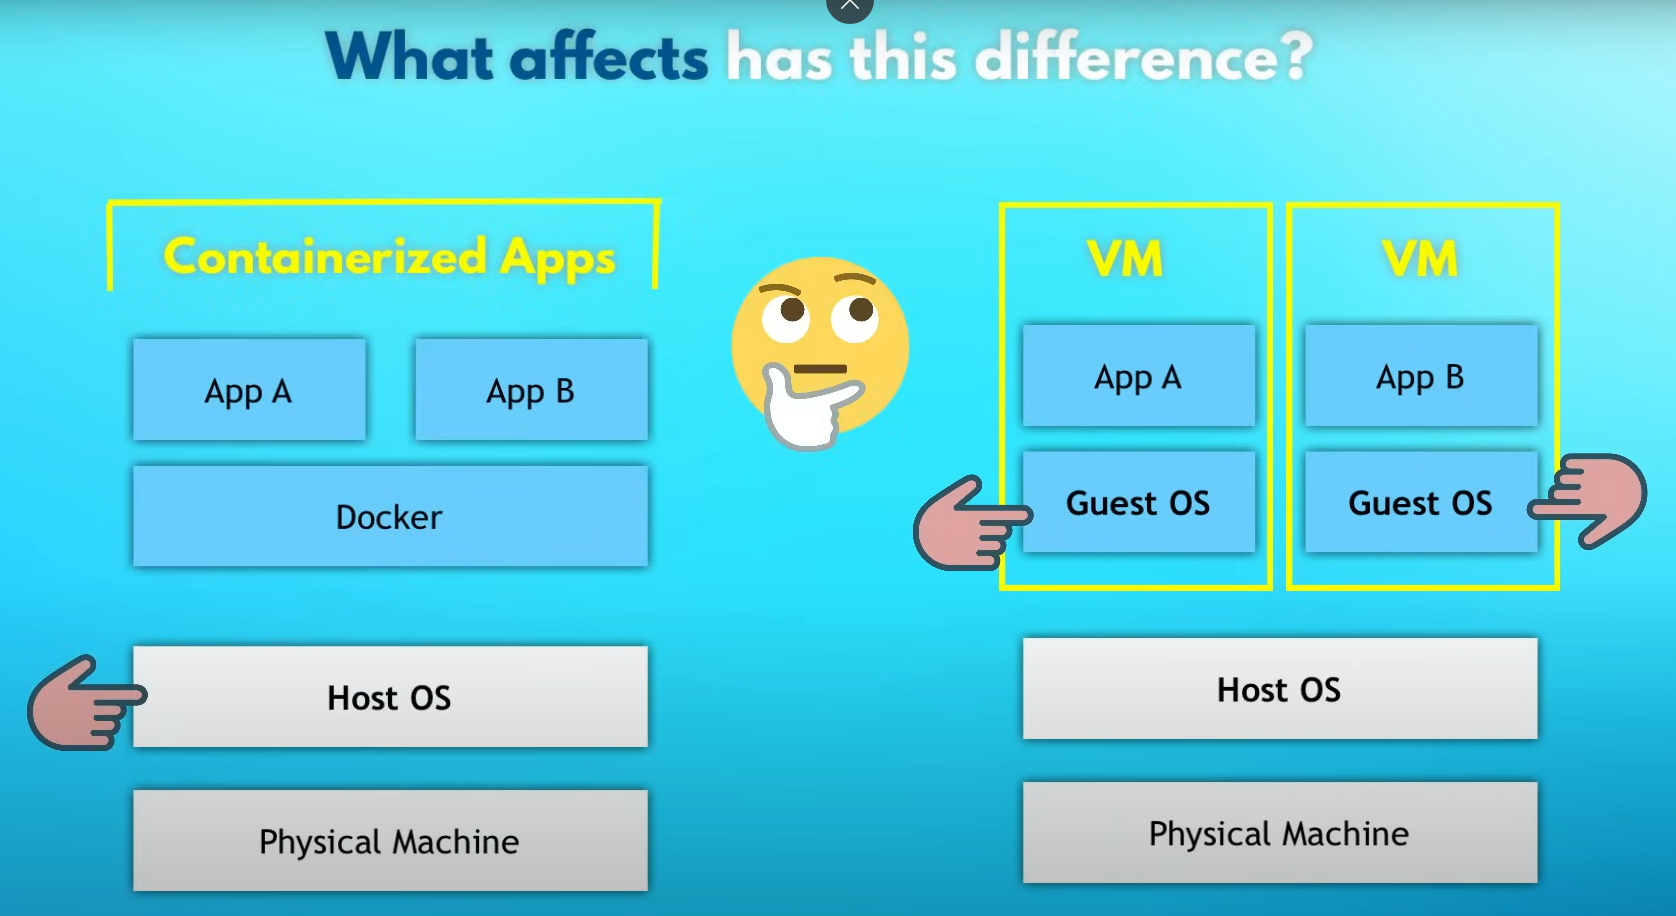 What affects has this difference?
Containerized Apps
App A
App B
Docker
Host OS
Physical Machine
VM
VM
App A
App B
Guest OS
Guest OS
Host OS
Physical Machine